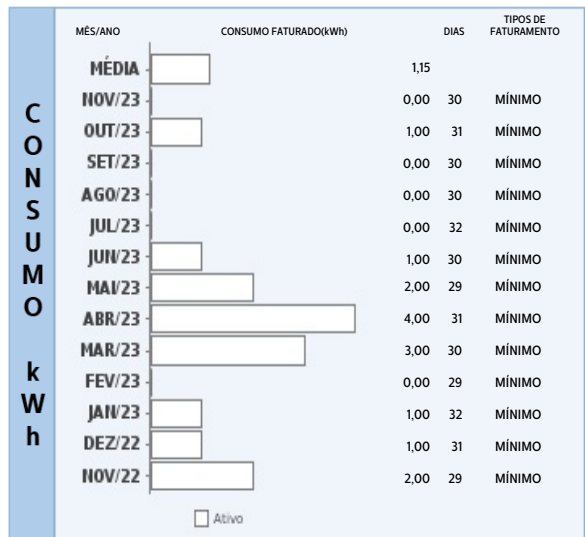 CONSUMO kWh
MÊS/ANO CONSUMO FATURADO(kWh) DIAS TIPOS DE FATURAMENTO
MÉDIA 1,15
NOV/23 0,00 30 MÍNIMO
OUT/23 1,00 31 MÍNIMO
SET/23 0,00 30 MÍNIMO
AGO/23 0,00 30 MÍNIMO
JUL/23 0,00 32 MÍNIMO
JUN/23 1,00 30 MÍNIMO
MAI/23 2,00 29 MÍNIMO
ABR/23 4,00 31 MÍNIMO
MAR/23 3,00 30 MÍNIMO
FEV/23 0,00 29 MÍNIMO
JAN/23 1,00 32 MÍNIMO
DEZ/22 1,00 31 MÍNIMO
NOV/22 2,00 29 MÍNIMO
Ativo